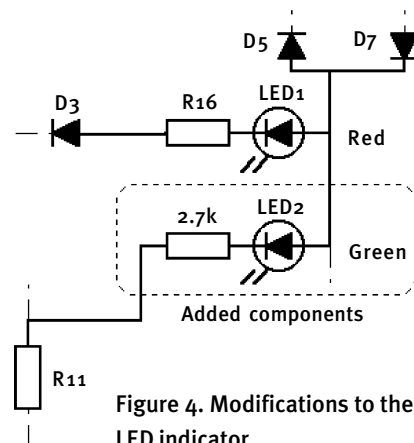 D5 D7
D3 R16 LED1
Red
2.7k LED2
Green
Added components
R11
Figure 4. Modifications to the
LED indicator